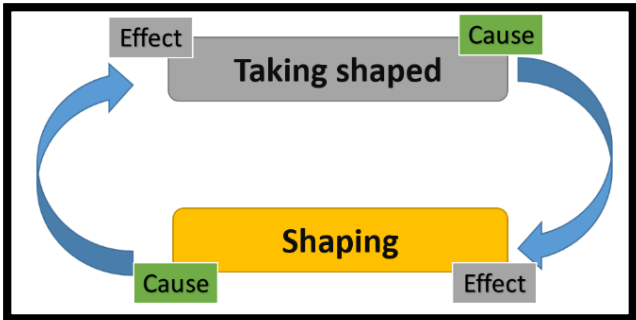 Effect
Cause
Taking shaped
Shaping
Cause
Effect